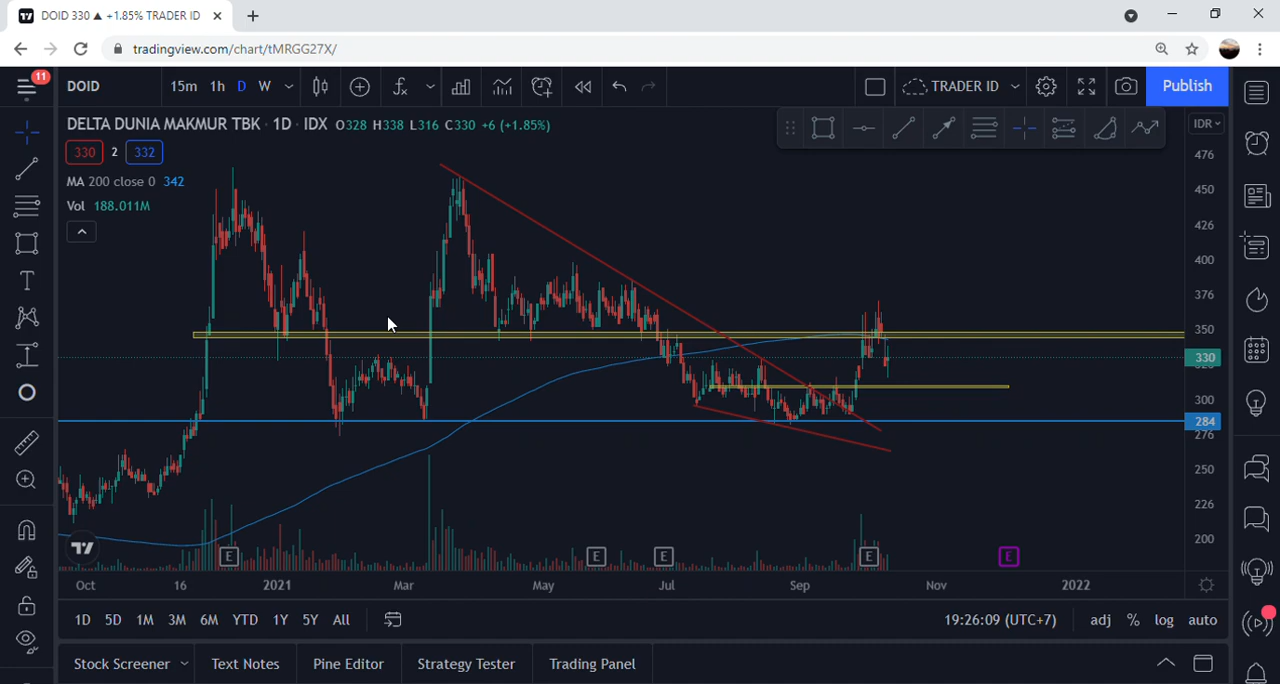 DOID 330 ▲ +1.85% TRADER ID
tradingview.com/chart/tMRGG27X/
11
DOID 15m 1h D W TRADER ID Publish
DELTA DUNIA MAKMUR TBK · 1D · IDX O328 H338 L316 C330 +6 (+1.85%)
IDR
330 2 332
MA 200 close 0 342
Vol 188.011M
476
450
426
400
376
350
330
300
284
276
250
226
200
E E E E E
Oct 16 2021 Mar May Jul Sep Nov 2022
1D 5D 1M 3M 6M YTD 1Y 5Y All 19:26:09 (UTC+7) adj % log auto
Stock Screener Text Notes Pine Editor Strategy Tester Trading Panel